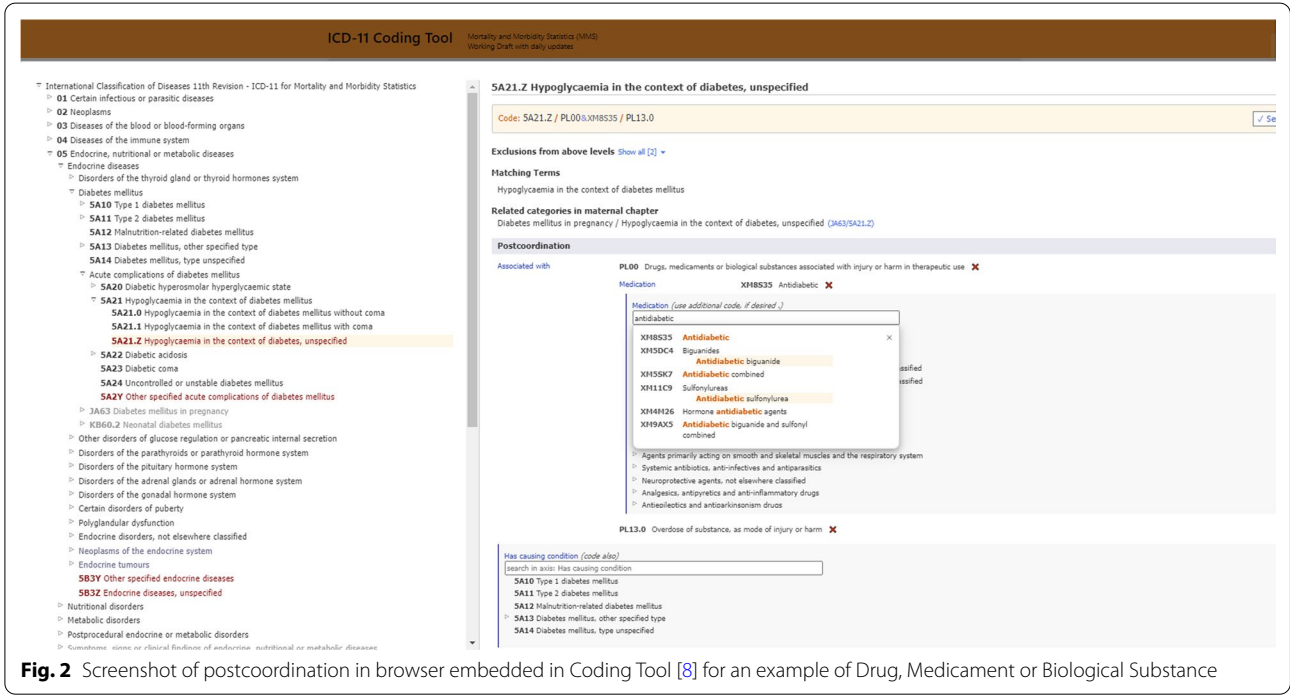 ICD-11 Coding Tool
Mortality and Morbidity Statistics (MMS)
Working Draft with daily updates
International Classification of Diseases 11th Revision - ICD-11 for Mortality and Morbidity Statistics
01 Certain infectious or parasitic diseases
02 Neoplasms
03 Diseases of the blood or blood-forming organs
04 Diseases of the immune system
05 Endocrine, nutritional or metabolic diseases
Endocrine diseases
Disorders of the thyroid gland or thyroid hormones system
Diabetes mellitus
5A10 Type 1 diabetes mellitus
5A11 Type 2 diabetes mellitus
5A12 Malnutrition-related diabetes mellitus
5A13 Diabetes mellitus, other specified type
5A14 Diabetes mellitus, type unspecified
Acute complications of diabetes mellitus
5A20 Diabetic hyperosmolar hyperglycaemic state
5A21 Hypoglycaemia in the context of diabetes mellitus
5A21.0 Hypoglycaemia in the context of diabetes mellitus without coma
5A21.1 Hypoglycaemia in the context of diabetes mellitus with coma
5A21.Z Hypoglycaemia in the context of diabetes, unspecified
5A22 Diabetic acidosis
5A23 Diabetic coma
5A24 Uncontrolled or unstable diabetes mellitus
5A2Y Other specified acute complications of diabetes mellitus
JA63 Diabetes mellitus in pregnancy
KB60.2 Neonatal diabetes mellitus
Other disorders of glucose regulation or pancreatic internal secretion
Disorders of the parathyroids or parathyroid hormone system
Disorders of the pituitary hormone system
Disorders of the adrenal glands or adrenal hormone system
Disorders of the gonadal hormone system
Certain disorders of puberty
Polyglandular dysfunction
Endocrine disorders, not elsewhere classified
Neoplasms of the endocrine system
Endocrine tumours
5B3Y Other specified endocrine diseases
5B3Z Endocrine diseases, unspecified
Nutritional disorders
Metabolic disorders
Postprocedural endocrine or metabolic disorders
Symptoms, signs or clinical findings of endocrine, nutritional or metabolic diseases
5A21.Z Hypoglycaemia in the context of diabetes, unspecified
Code: 5A21.Z / PL00&XM8S35 / PL13.0
✓ Se
Exclusions from above levels Show all [2]
Matching Terms
Hypoglycaemia in the context of diabetes mellitus
Related categories in maternal chapter
Diabetes mellitus in pregnancy / Hypoglycaemia in the context of diabetes, unspecified (JA63/5A21.Z)
Postcoordination
Associated with
PL00 Drugs, medicaments or biological substances associated with injury or harm in therapeutic use
Medication XM8S35 Antidiabetic
Medication (use additional code, if desired .)
antidiabetic
XM8S35 Antidiabetic
XM5DC4 Biguanides
Antidiabetic biguanide
XM5SK7 Antidiabetic combined
XM11C9 Sulfonylureas
Antidiabetic sulfonylurea
XM4M26 Hormone antidiabetic agents
XM9AX5 Antidiabetic biguanide and sulfonyl
combined
ssified
ssified
Agents primarily acting on smooth and skeletal muscles and the respiratory system
Systemic antibiotics, anti-infectives and antiparasitics
Neuroprotective agents, not elsewhere classified
Analgesics, antipyretics and anti-inflammatory drugs
Antiepileptics and antiparkinsonism drugs
PL13.0 Overdose of substance, as mode of injury or harm
Has causing condition (code also)
search in axis: Has causing condition
5A10 Type 1 diabetes mellitus
5A11 Type 2 diabetes mellitus
5A12 Malnutrition-related diabetes mellitus
5A13 Diabetes mellitus, other specified type
5A14 Diabetes mellitus, type unspecified
Fig. 2 Screenshot of postcoordination in browser embedded in Coding Tool [8] for an example of Drug, Medicament or Biological Substance